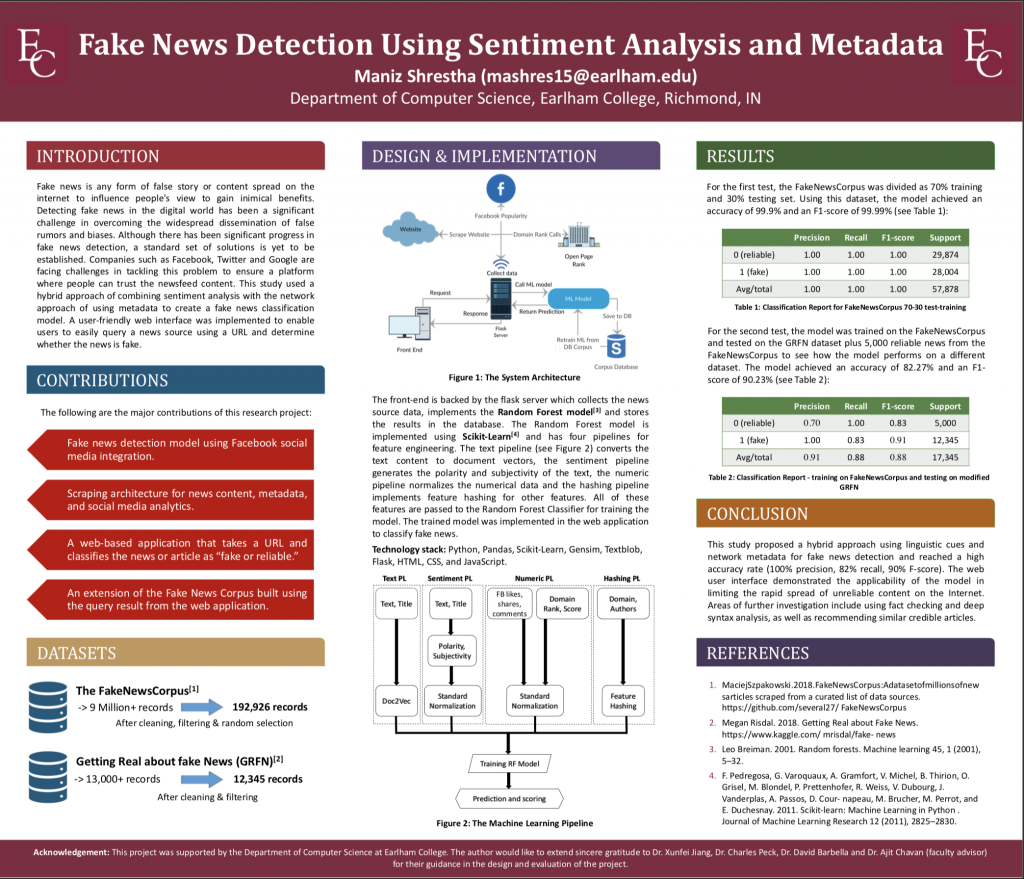 EC
Fake News Detection Using Sentiment Analysis and Metadata
EC
Maniz Shrestha (mashres15@earlham.edu)
Department of Computer Science, Earlham College, Richmond, IN
INTRODUCTION
Fake news is any form of false story or content spread on the
internet to influence people's view to gain inimical benefits.
Detecting fake news in the digital world has been a significant
challenge in overcoming the widespread dissemination of false
rumors and biases. Although there has been significant progress in
fake news detection, a standard set of solutions is yet to be
established. Companies such as Facebook, Twitter and Google are
facing challenges in tackling this problem to ensure a platform
where people can trust the newsfeed content. This study used a
hybrid approach of combining sentiment analysis with the network
approach of using metadata to create a fake news classification
model. A user-friendly web interface was implemented to enable
users to easily query a news source using a URL and determine
whether the news is fake.
CONTRIBUTIONS
The following are the major contributions of this research project:
Fake news detection model using Facebook social
media integration.
Scraping architecture for news content, metadata,
and social media analytics.
A web-based application that takes a URL and
classifies the news or article as “fake or reliable.”
An extension of the Fake News Corpus built using
the query result from the web application.
DATASETS
The FakeNewsCorpus[1]
-> 9 Million+ records
192,926 records
After cleaning, filtering & random selection
Getting Real about fake News (GRFN)[2]
-> 13,000+ records
12,345 records
After cleaning & filtering
DESIGN & IMPLEMENTATION
f
Facebook Popularity
Website
Scrape Website
Domain Rank Calls
Open Page
Rank
Collect data
Request
Call ML model
ML Model
Response
Return Prediction
Save to DB
Flask
Server
Front End
Retrain ML from
DB Corpus
S
Corpus Database
Figure 1: The System Architecture
The front-end is backed by the flask server which collects the news
source data, implements the Random Forest model[3] and stores
the results in the database. The Random Forest model is
implemented using Scikit-Learn[4] and has four pipelines for
feature engineering. The text pipeline (see Figure 2) converts the
text content to document vectors, the sentiment pipeline
generates the polarity and subjectivity of the text, the numeric
pipeline normalizes the numerical data and the hashing pipeline
implements feature hashing for other features. All of these
features are passed to the Random Forest Classifier for training the
model. The trained model was implemented in the web application
to classify fake news.
Technology stack: Python, Pandas, Scikit-Learn, Gensim, Textblob,
Flask, HTML, CSS, and JavaScript.
Text PL Sentiment PL Numeric PL Hashing PL
Text, Title
Text, Title
FB likes,
shares,
comments
Domain
Rank, Score
Domain,
Authors
Polarity,
Subjectivity
Doc2Vec
Standard
Normalization
Standard
Normalization
Feature
Hashing
Training RF Model
Prediction and scoring
Figure 2: The Machine Learning Pipeline
RESULTS
For the first test, the FakeNewsCorpus was divided as 70% training
and 30% testing set. Using this dataset, the model achieved an
accuracy of 99.9% and an F1-score of 99.99% (see Table 1):
Precision Recall F1-score Support
0 (reliable) 1.00 1.00 1.00 29,874
1 (fake) 1.00 1.00 1.00 28,004
Avg/total 1.00 1.00 1.00 57,878
Table 1: Classification Report for FakeNewsCorpus 70-30 test-training
For the second test, the model was trained on the FakeNewsCorpus
and tested on the GRFN dataset plus 5,000 reliable news from the
FakeNewsCorpus to see how the model performs on a different
dataset. The model achieved an accuracy of 82.27% and an F1-
score of 90.23% (see Table 2):
Precision Recall F1-score Support
0 (reliable) 0.70 1.00 0.83 5,000
1 (fake) 1.00 0.83 0.91 12,345
Avg/total 0.91 0.88 0.88 17,345
Table 2: Classification Report - training on FakeNewsCorpus and testing on modified
GRFN
CONCLUSION
This study proposed a hybrid approach using linguistic cues and
network metadata for fake news detection and reached a high
accuracy rate (100% precision, 82% recall, 90% F-score). The web
user interface demonstrated the applicability of the model in
limiting the rapid spread of unreliable content on the Internet.
Areas of further investigation include using fact checking and deep
syntax analysis, as well as recommending similar credible articles.
REFERENCES
1. MaciejSzpakowski.2018.FakeNewsCorpus:Adatasetofmillionsofnew
sarticles scraped from a curated list of data sources.
https://github.com/several27/ FakeNewsCorpus
2. Megan Risdal. 2018. Getting Real about Fake News.
https://www.kaggle.com/ mrisdal/fake- news
3. Leo Breiman. 2001. Random forests. Machine learning 45, 1 (2001),
5–32.
4. F. Pedregosa, G. Varoquaux, A. Gramfort, V. Michel, B. Thirion, O.
Grisel, M. Blondel, P. Prettenhofer, R. Weiss, V. Dubourg, J.
Vanderplas, A. Passos, D. Cour- napeau, M. Brucher, M. Perrot, and
E. Duchesnay. 2011. Scikit-learn: Machine Learning in Python .
Journal of Machine Learning Research 12 (2011), 2825–2830.
Acknowledgement: This project was supported by the Department of Computer Science at Earlham College. The author would like to extend sincere gratitude to Dr. Xunfei Jiang, Dr. Charles Peck, Dr. David Barbella and Dr. Ajit Chavan (faculty advisor)
for their guidance in the design and evaluation of the project.